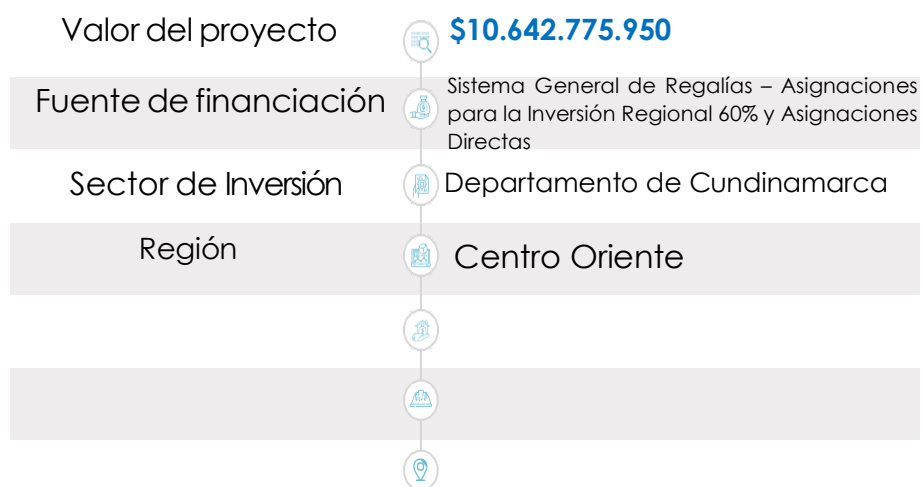 Valor del proyecto
$10.642.775.950
Fuente de financiación
Sistema General de Regalías – Asignaciones
para la Inversión Regional 60% y Asignaciones
Directas
Sector de Inversión
Departamento de Cundinamarca
Región
Centro Oriente